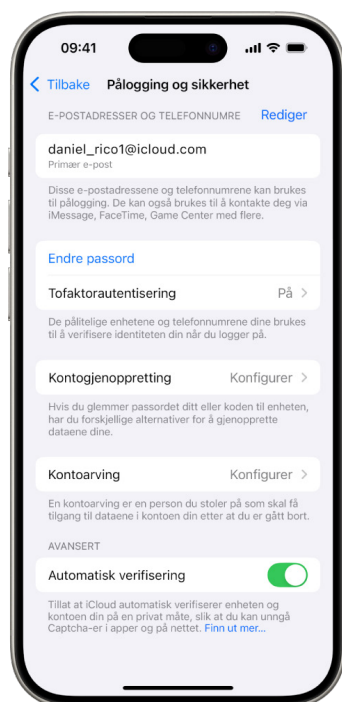 09:41
Tilbake Pålogging og sikkerhet
E-POSTADRESSER OG TELEFONNUMRE Rediger
daniel_rico1@icloud.com
Primær e-post
Disse e-postadressene og telefonnumrene kan brukes
til pålogging. De kan også brukes til å kontakte deg via
iMessage, FaceTime, Game Center med flere.
Endre passord
Tofaktorautentisering På
De pålitelige enhetene og telefonnumrene dine brukes
til å verifisere identiteten din når du logger på.
Kontogjenoppretting Konfigurer
Hvis du glemmer passordet ditt eller koden til enheten,
har du forskjellige alternativer for å gjenopprette
dataene dine.
Kontoarving Konfigurer
En kontoarving er en person du stoler på som skal få
tilgang til dataene i kontoen din etter at du er gått bort.
AVANSERT
Automatisk verifisering
Tillat at iCloud automatisk verifiserer enheten og
kontoen din på en privat måte, slik at du kan unngå
Captcha-er i apper og på nettet. Finn ut mer...